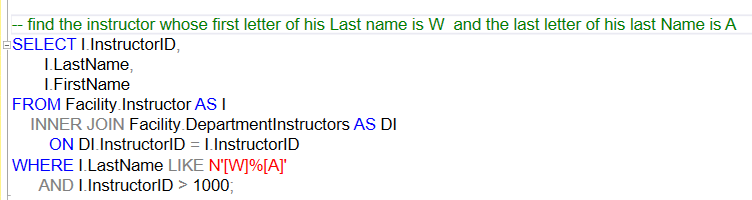 -- find the instructor whose first letter of his Last name is W  and the last letter of his last Name is A
SELECT I.InstructorID,
I.LastName,
I.FirstName
FROM Facility.Instructor AS I
INNER JOIN Facility.DepartmentInstructors AS DI
ON DI.InstructorID = I.InstructorID
WHERE I.LastName LIKE N'[W]%[A]'
AND I.InstructorID > 1000;